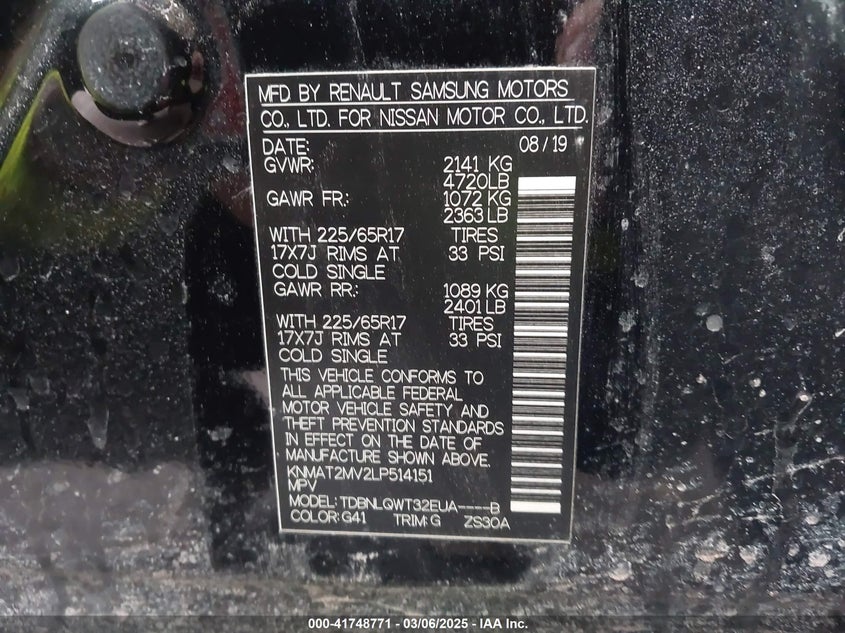 MFD BY RENAULT SAMSUNG MOTORS
CO., LTD. FOR NISSAN MOTOR CO., LTD.
DATE: 08/19
GVWR: 2141 KG
4720LB
GAWR FR.: 1072 KG
2363 LB
WITH 225/65R17 TIRES
17X7J RIMS AT 33 PSI
COLD SINGLE
GAWR RR.: 1089 KG
2401 LB
WITH 225/65R17 TIRES
17X7J RIMS AT 33 PSI
COLD SINGLE
THIS VEHICLE CONFORMS TO
ALL APPLICABLE FEDERAL
MOTOR VEHICLE SAFETY AND
THEFT PREVENTION STANDARDS
IN EFFECT ON THE DATE OF
MANUFACTURE SHOWN ABOVE.
KNMAT2MV2LP514151
MPV
MODEL: TDBNLQWT32EUA-----B
COLOR: G41 TRIM: G ZS30A
000-41748771 - 03/06/2025 - IAA Inc.